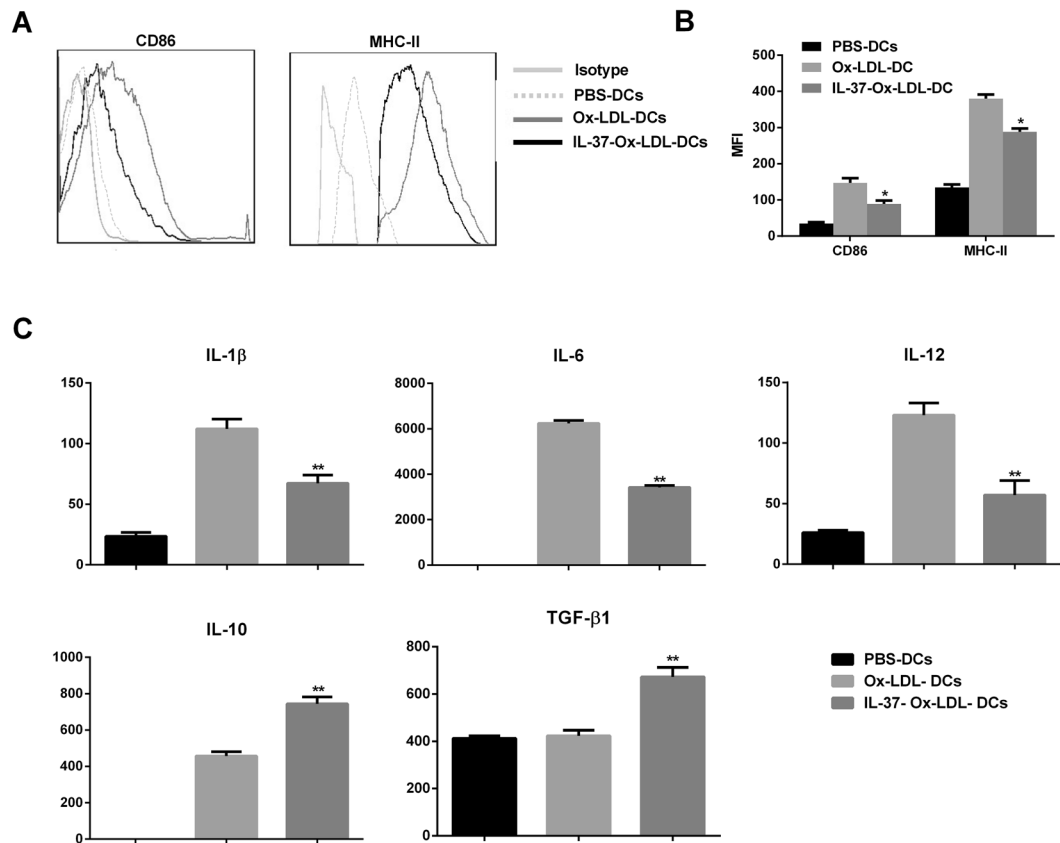 A
CD86
MHC-II
Isotype
PBS-DCs
Ox-LDL-DCs
IL-37-Ox-LDL-DCs
B
PBS-DCs
Ox-LDL-DC
IL-37-Ox-LDL-DC
MFI
500
400
300
200
100
0
*
*
CD86
MHC-II
C
IL-1β
150
100
50
0
**
IL-6
8000
6000
4000
2000
0
**
IL-12
150
100
50
0
**
IL-10
1000
800
600
400
200
0
**
TGF-β1
800
600
400
200
0
**
PBS-DCs
Ox-LDL- DCs
IL-37- Ox-LDL- DCs